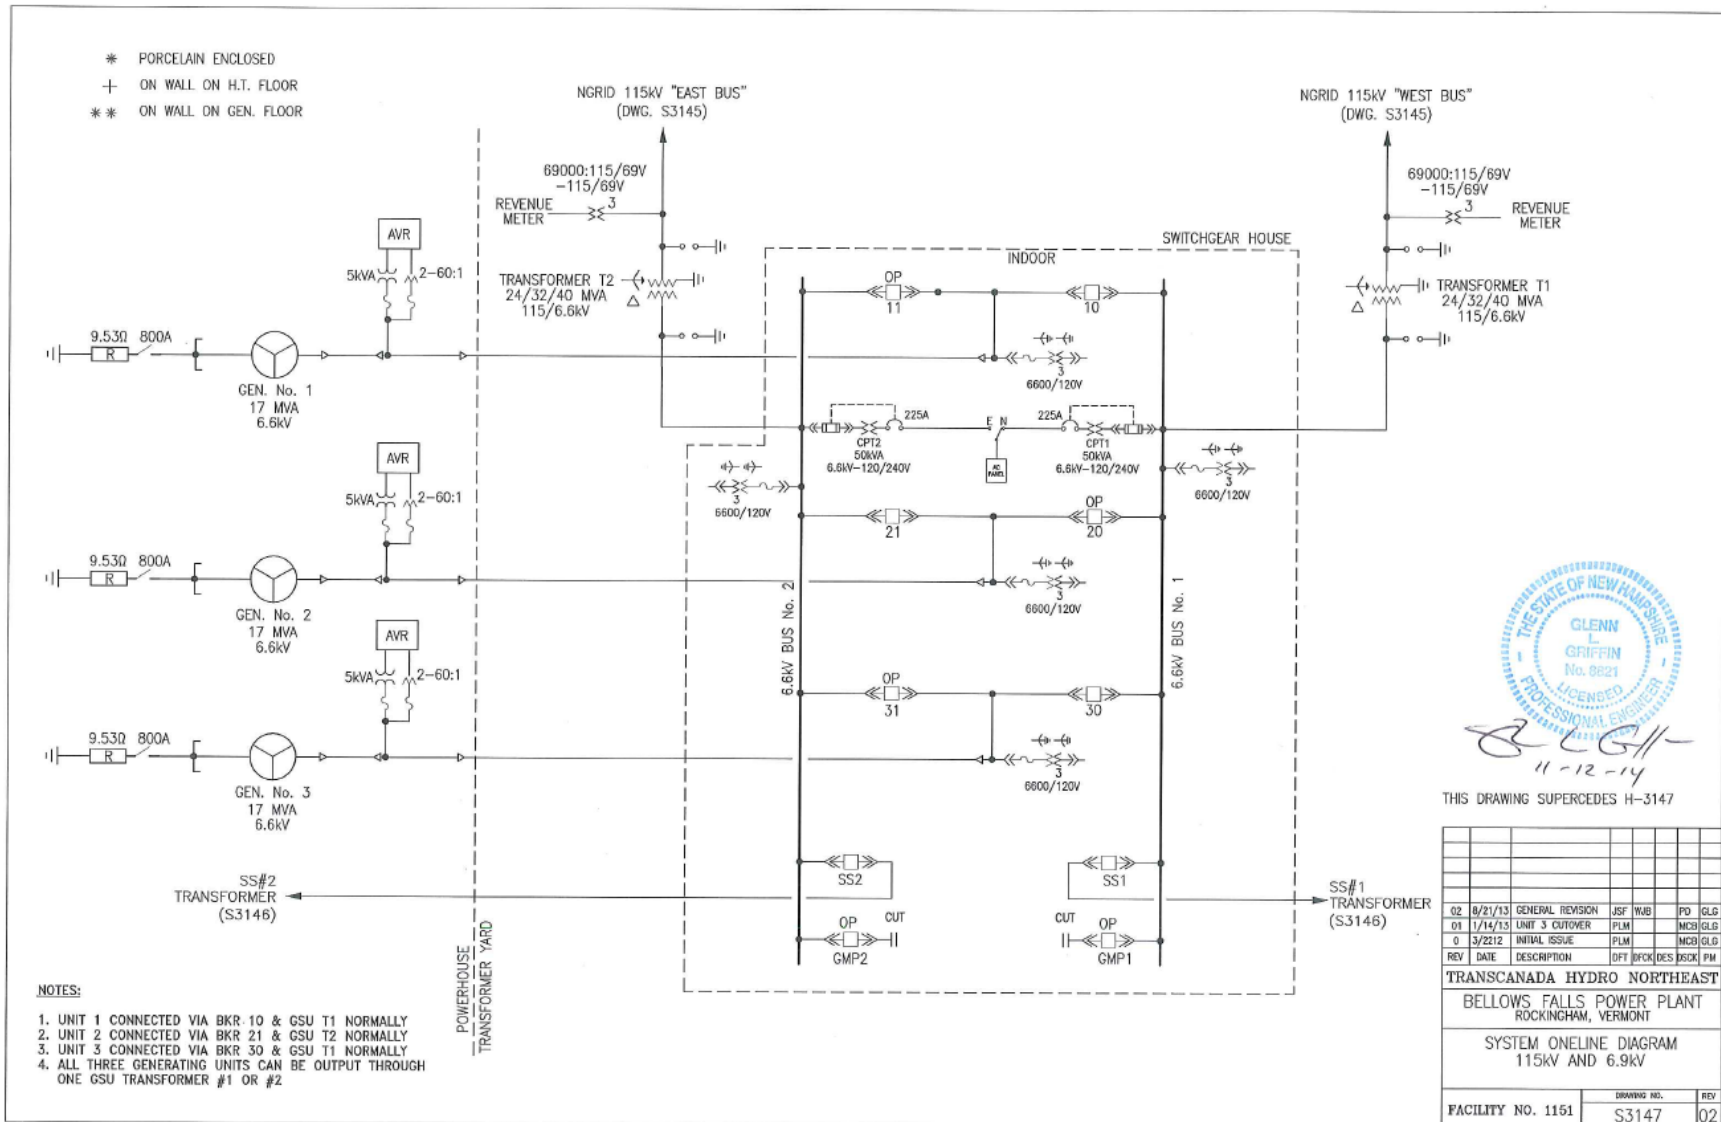 * PORCELAIN ENCLOSED
+ ON WALL ON H.T. FLOOR
** ON WALL ON GEN. FLOOR
NGRID 115kV "EAST BUS"
(DWG. S3145)
NGRID 115kV "WEST BUS"
(DWG. S3145)
69000:115/69V
-115/69V
3
REVENUE
METER
69000:115/69V
-115/69V
3
REVENUE
METER
SWITCHGEAR HOUSE
INDOOR
TRANSFORMER T2
24/32/40 MVA
115/6.6kV
TRANSFORMER T1
24/32/40 MVA
115/6.6kV
AVR
5kVA
2-60:1
9.53Ω
800A
R
GEN. No. 1
17 MVA
6.6kV
OP
11
10
3
6600/120V
225A
E N
225A
CPT2
50kVA
6.6kV-120/240V
AC
PANEL
CPT1
50kVA
6.6kV-120/240V
3
6600/120V
3
6600/120V
AVR
5kVA
2-60:1
9.53Ω
800A
R
GEN. No. 2
17 MVA
6.6kV
21
OP
20
3
6600/120V
6.6kV BUS No. 2
6.6kV BUS No. 1
AVR
5kVA
2-60:1
9.53Ω
800A
R
GEN. No. 3
17 MVA
6.6kV
OP
31
30
3
6600/120V
SS2
SS1
SS#2
TRANSFORMER
(S3146)
SS#1
TRANSFORMER
(S3146)
OP
CUT
GMP2
CUT
OP
GMP1
POWERHOUSE
TRANSFORMER YARD
NOTES:
1. UNIT 1 CONNECTED VIA BKR 10 & GSU T1 NORMALLY
2. UNIT 2 CONNECTED VIA BKR 21 & GSU T2 NORMALLY
3. UNIT 3 CONNECTED VIA BKR 30 & GSU T1 NORMALLY
4. ALL THREE GENERATING UNITS CAN BE OUTPUT THROUGH
ONE GSU TRANSFORMER #1 OR #2
THE STATE OF NEW HAMPSHIRE
GLENN
L.
GRIFFIN
No. 8821
LICENSED
PROFESSIONAL ENGINEER
11-12-14
THIS DRAWING SUPERCEDES H-3147
02 8/21/13 GENERAL REVISION JSF WJB PD GLG
01 1/14/13 UNIT 3 CUTOVER PLM MCB GLG
0 3/2212 INITIAL ISSUE PLM MCB GLG
REV DATE DESCRIPTION DFT DFCK DES DSCK PM
TRANSCANADA HYDRO NORTHEAST
BELLOWS FALLS POWER PLANT
ROCKINGHAM, VERMONT
SYSTEM ONELINE DIAGRAM
115kV AND 6.9kV
FACILITY NO. 1151
DRAWING NO.
S3147
REV
02